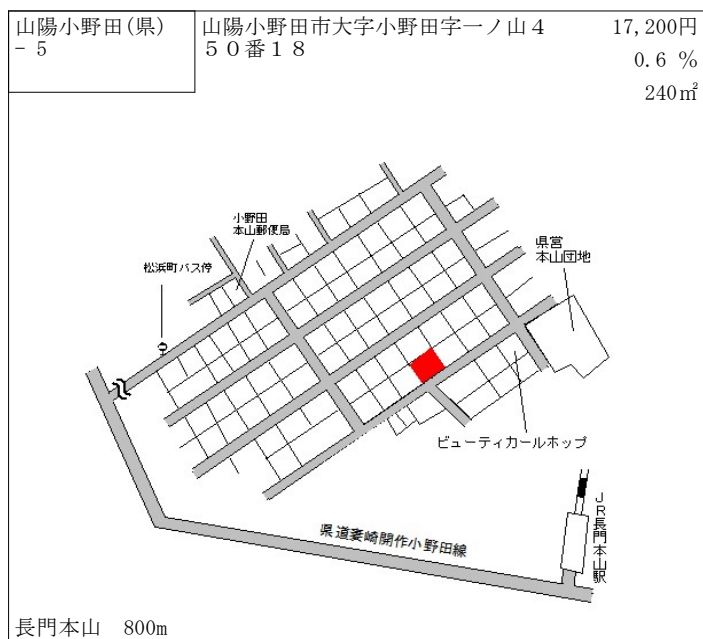 山陽小野田(県)
- 5
山陽小野田市大字小野田字一ノ山４
５０番１８
17,200円
0.6 %
240㎡
小野田
本山郵便局
県営
本山団地
松浜町バス停
ビューティカールホップ
県道妻崎開作小野田線
ＪＲ長門本山駅
長門本山　800m